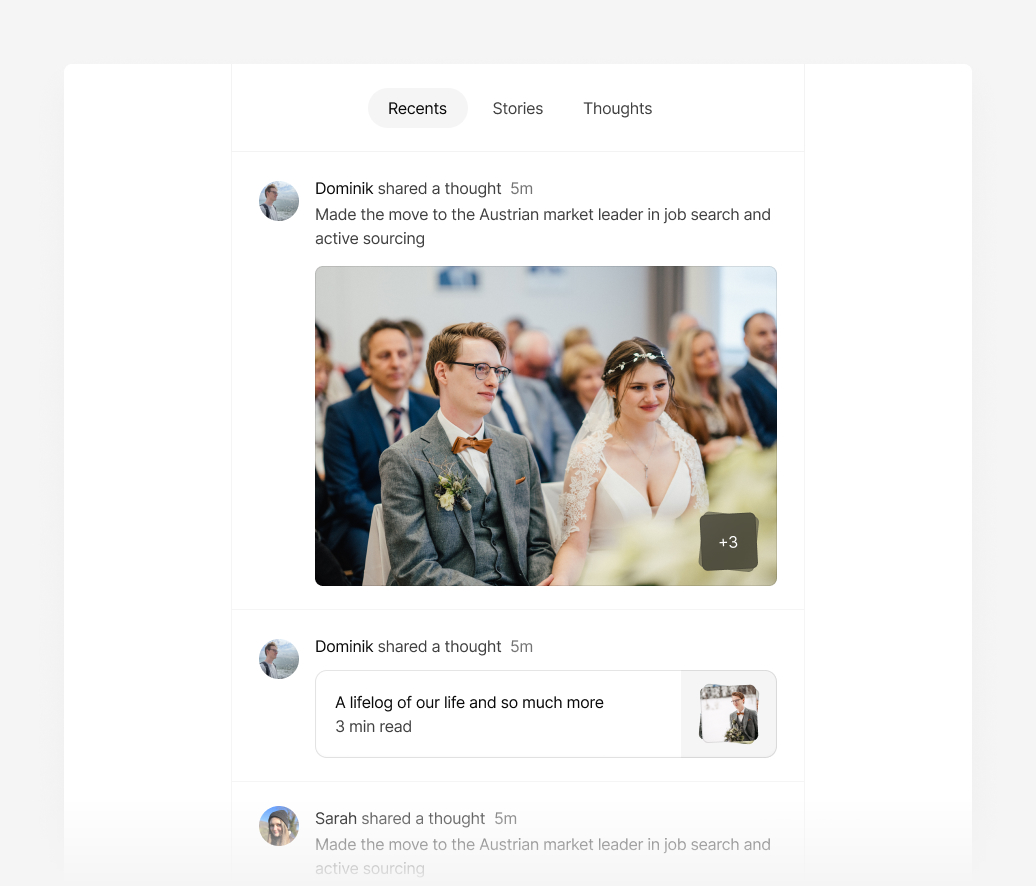 Recents Stories Thoughts
Dominik shared a thought 5m
Made the move to the Austrian market leader in job search and
active sourcing
+3
Dominik shared a thought 5m
A lifelog of our life and so much more
3 min read
Sarah shared a thought 5m
Made the move to the Austrian market leader in job search and
active sourcing